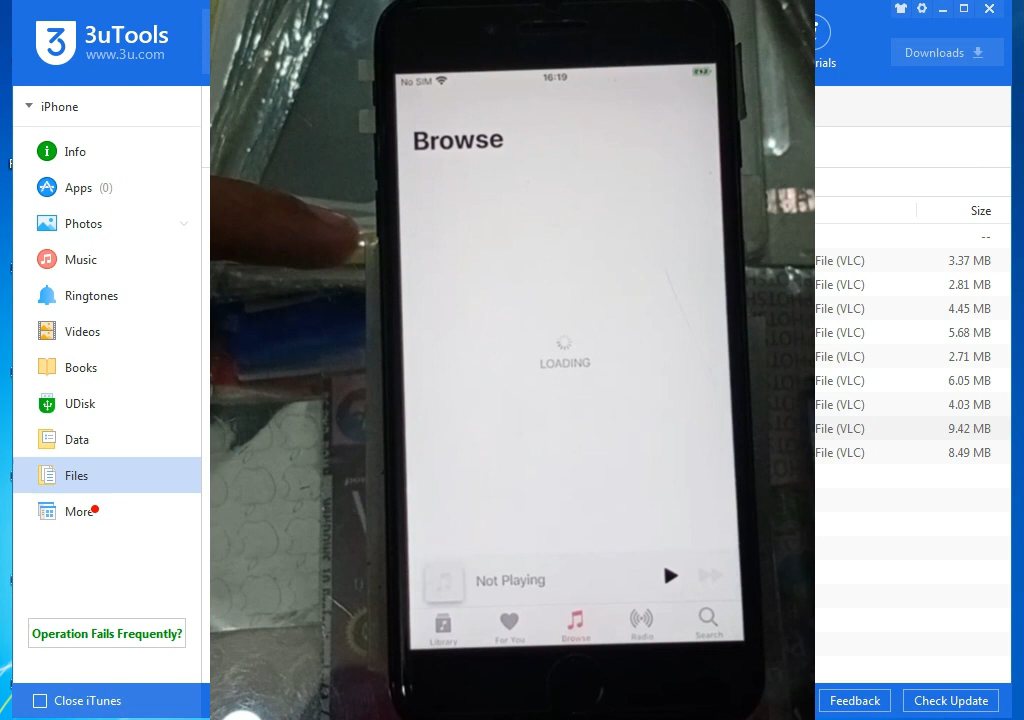 3
3uTools
www.3u.com
rials
Downloads
iPhone
Info
Apps (0)
Photos
Music
Ringtones
Videos
Books
UDisk
Data
Files
More
Operation Fails Frequently?
Close iTunes
No SIM
16:19
Browse
LOADING
Not Playing
Library
For You
Browse
Radio
Search
Size
--
File (VLC) 3.37 MB
File (VLC) 2.81 MB
File (VLC) 4.45 MB
File (VLC) 5.68 MB
File (VLC) 2.71 MB
File (VLC) 6.05 MB
File (VLC) 4.03 MB
File (VLC) 9.42 MB
File (VLC) 8.49 MB
Feedback
Check Update